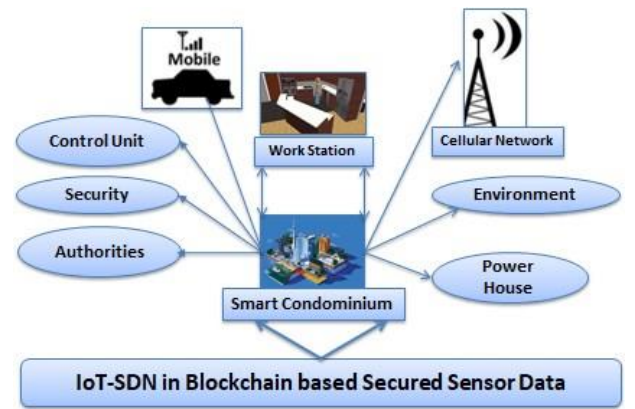 Mobile
Control Unit
Work Station
Cellular Network
Security
Environment
Authorities
Power
House
Smart Condominium
IoT-SDN in Blockchain based Secured Sensor Data